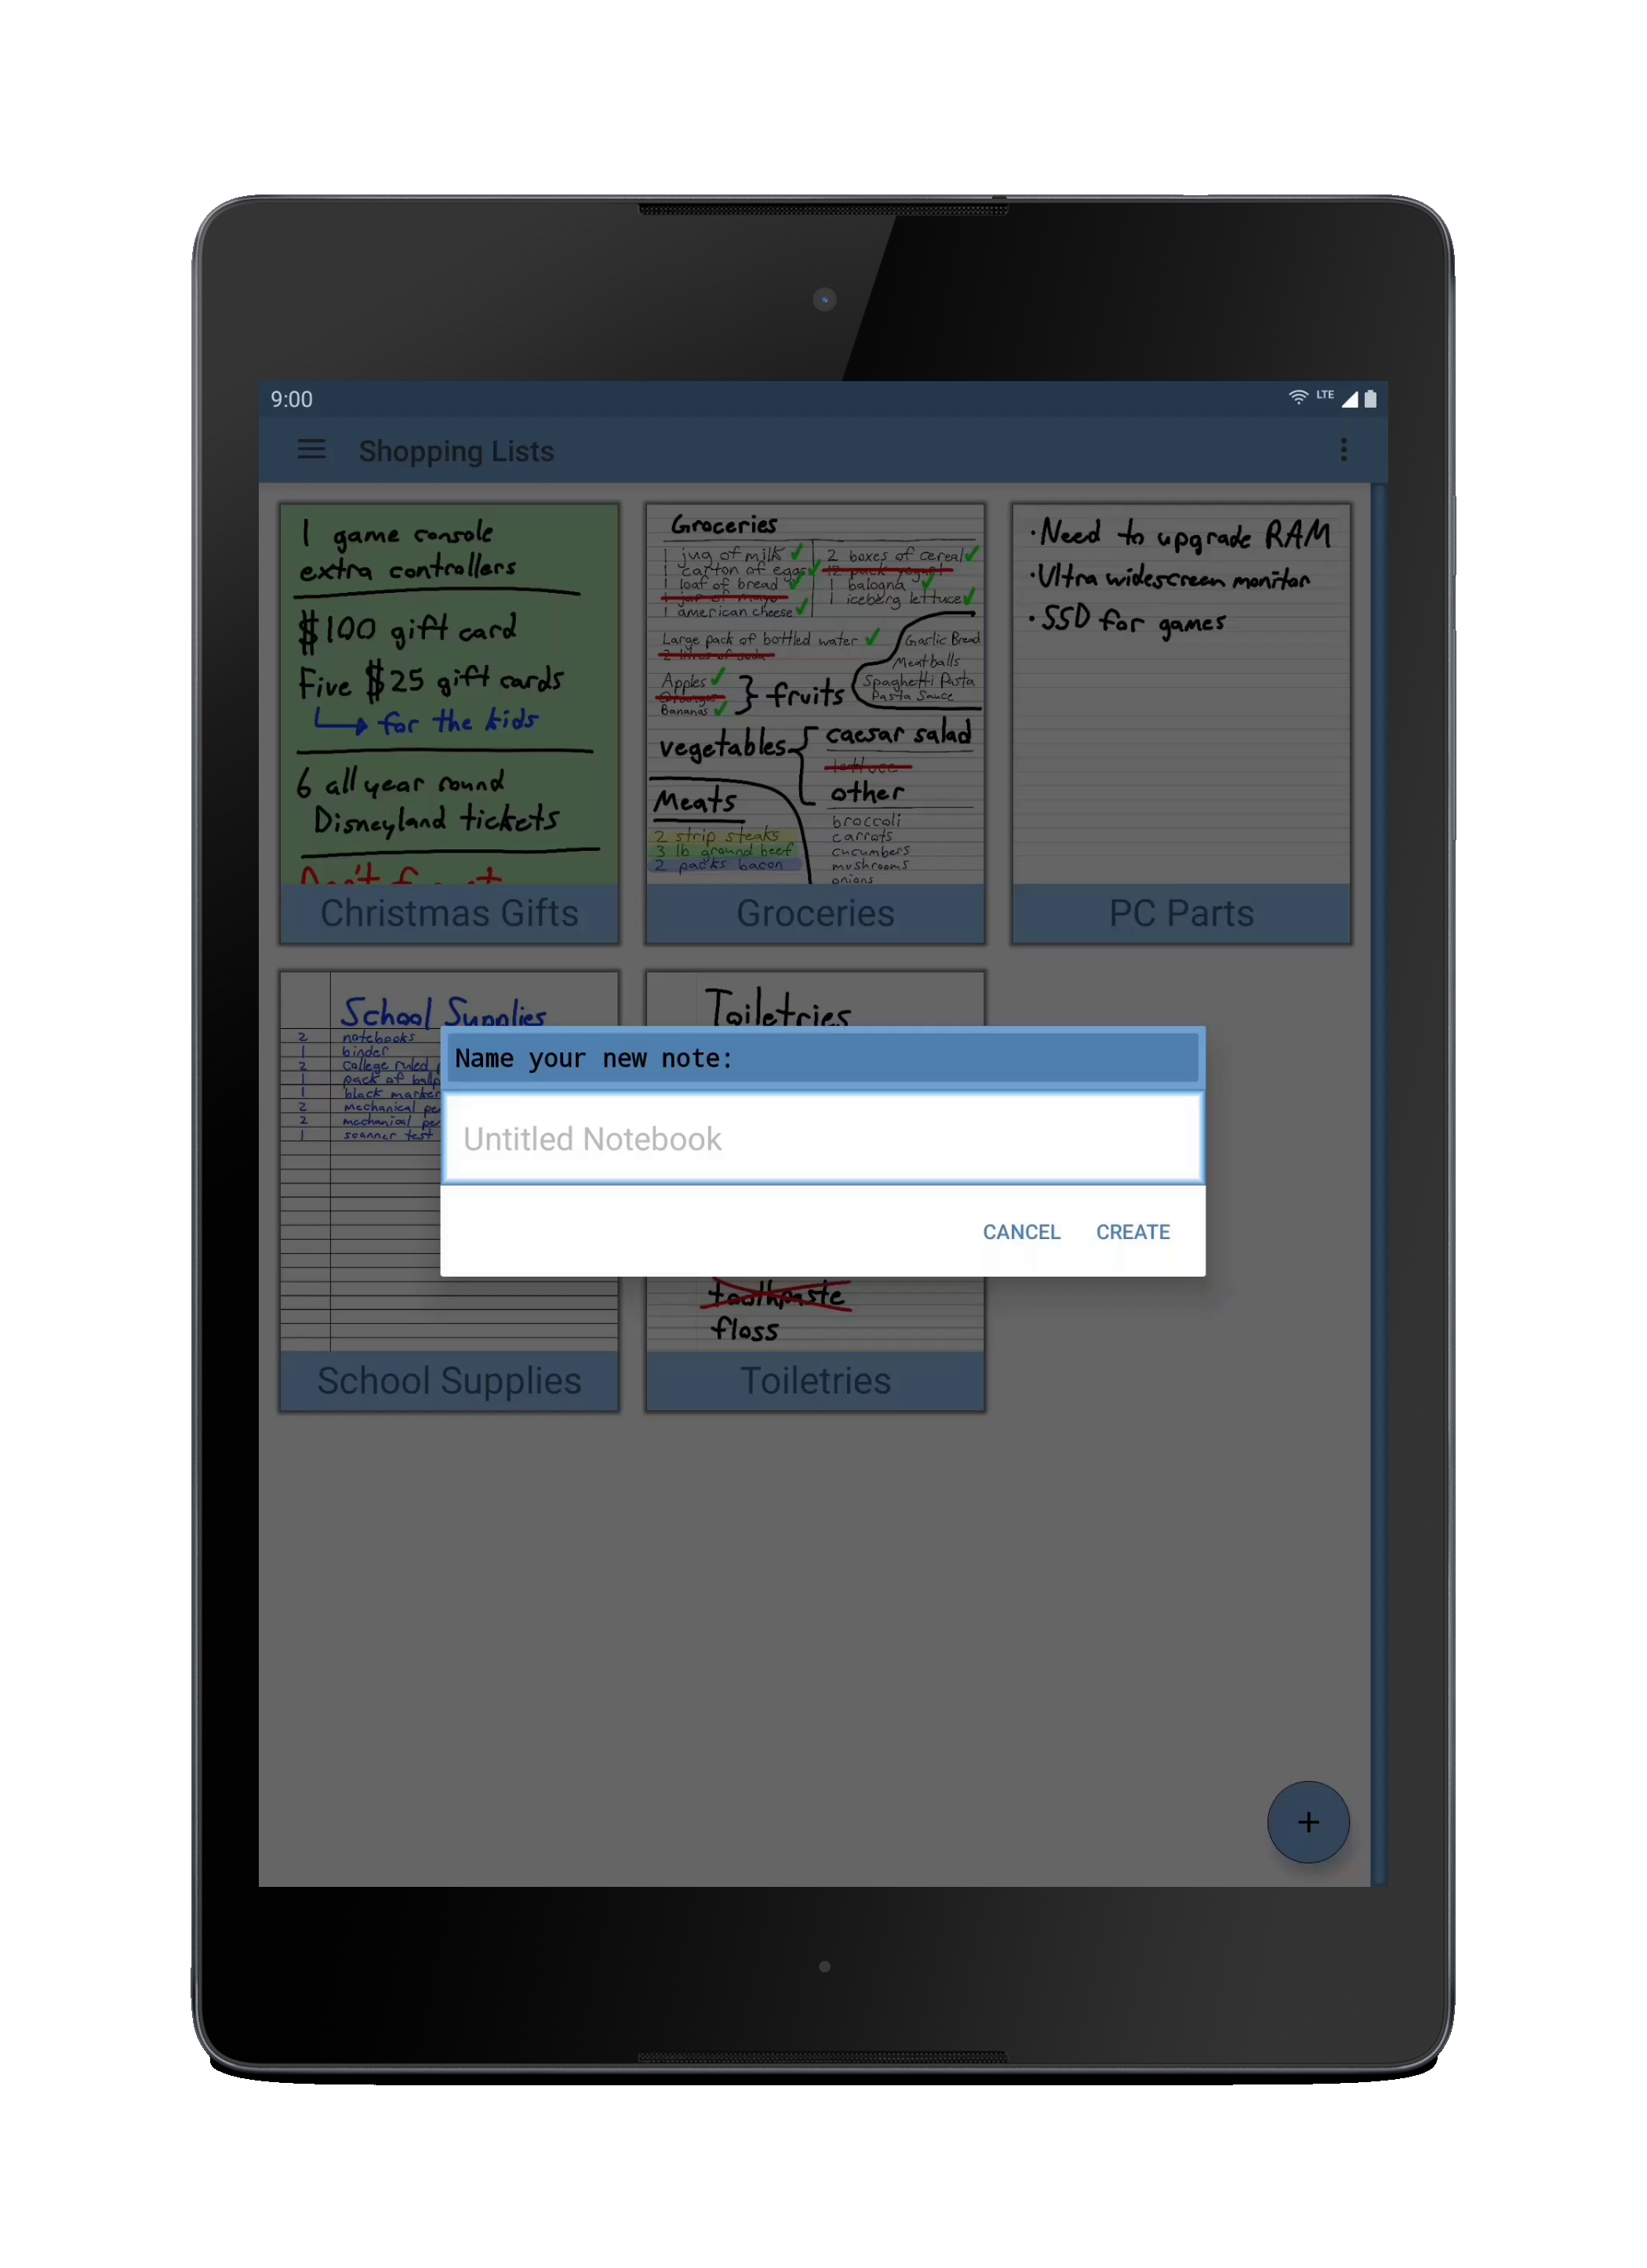 9:00
LTE
Shopping Lists
1 game console
extra controllers
$100 gift card
Five $25 gift cards
for the kids
6 all year round
Disneyland tickets
Don't forget
Christmas Gifts
Groceries
1 jug of milk
1 carton of eggs
1 loaf of bread
1 jar of mayo
1 american cheese
2 boxes of cereal
12 pack yogurt
1 balogna
1 iceberg lettuce
Large pack of bottled water
2 litres of soda
Garlic Bread
Meatballs
Spaghetti Pasta
Pasta Sauce
Apples
Oranges
Bananas
fruits
vegetables
caesar salad
lettuce
other
broccoli
carrots
cucumbers
mushrooms
onions
Meats
2 strip steaks
3 lb ground beef
2 packs bacon
Groceries
·Need to upgrade RAM
·Ultra widescreen monitor
·SSD for games
PC Parts
School Supplies
2 notebooks
1 binder
2 college ruled
1 pack of ballp
1 black marker
2 mechanical pe
2 mechanical pe
1 scanner test
School Supplies
Toiletries
toothpaste
floss
Toiletries
Name your new note:
Untitled Notebook
CANCEL CREATE
+